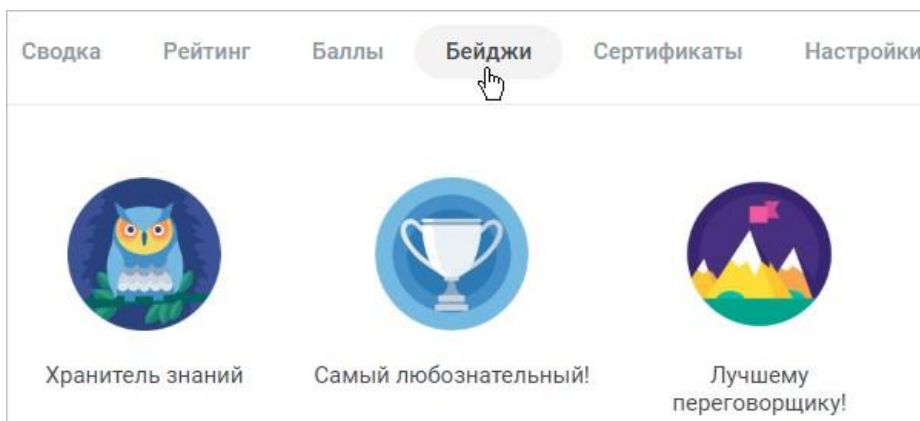 Сводка Рейтинг Баллы Бейджи Сертификаты Настройки
Хранитель знаний Самый любознательный! Лучшему
переговорщику!